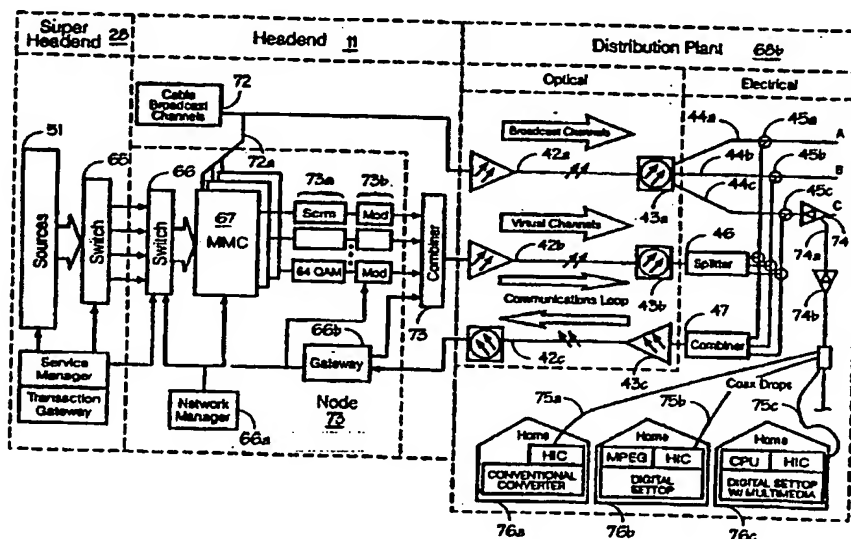 Super Headend 28
Headend 11
Distribution Plant 68b
Optical
Electrical
72
Cable Broadcast Channels
72a
51
65
66
Sources
Switch
Switch
67
MMC
73a
73b
Scrm
Mod
64 QAM
Mod
Combiner
73
Broadcast Channels
42a
43a
44a
44b
44c
45a
45b
45c
A
B
C
74
74a
74b
Virtual Channels
42b
43b
46
Splitter
Communications Loop
42c
43c
47
Combiner
66b
Gateway
Service Manager
Transaction Gateway
Network Manager
66a
Node 73
75a
75b
Coax Drops
75c
Home
HIC
CONVENTIONAL CONVERTER
76a
Home
MPEG
HIC
DIGITAL SETTOP
76b
Home
CPU
HIC
DIGITAL SETTOP W/ MULTIMEDIA
76c